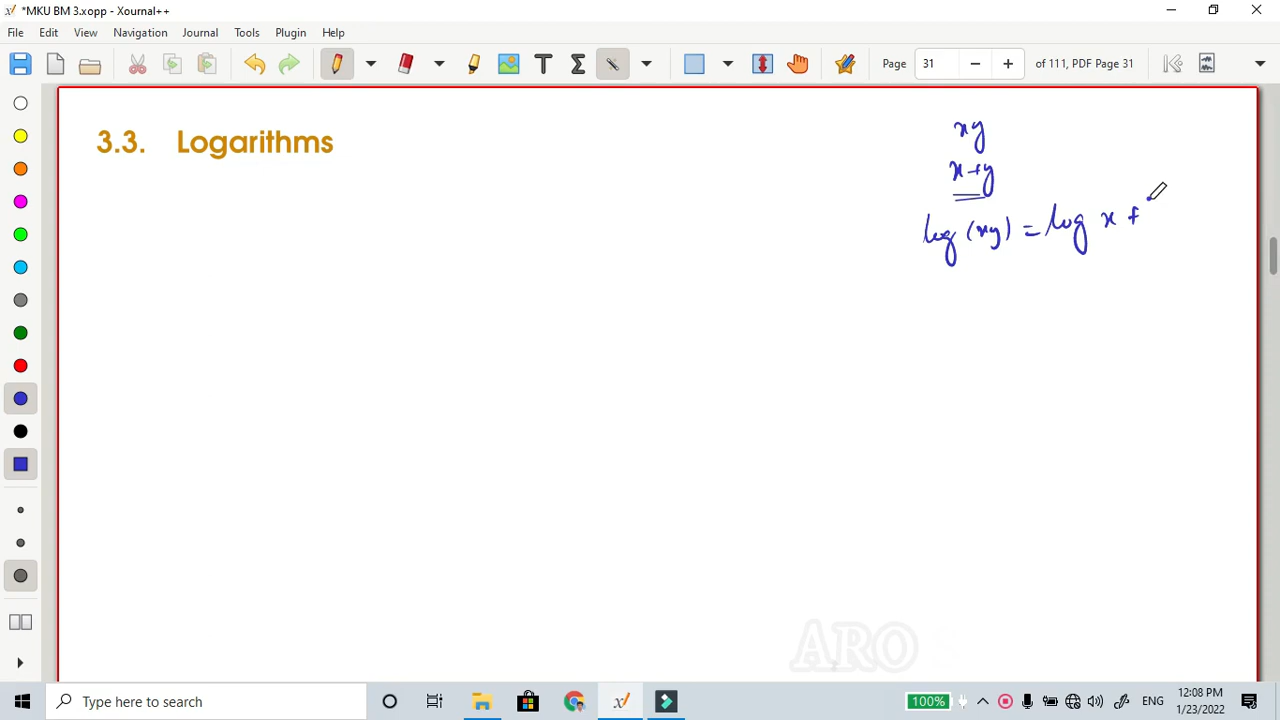 *MKU BM 3.xopp - Xournal++
File Edit View Navigation Journal Tools Plugin Help
Page 31 of 111, PDF Page 31
3.3. Logarithms
xy
x+y
log (xy) = log x +
ARO
Type here to search
100%
ENG
12:08 PM
1/23/2022